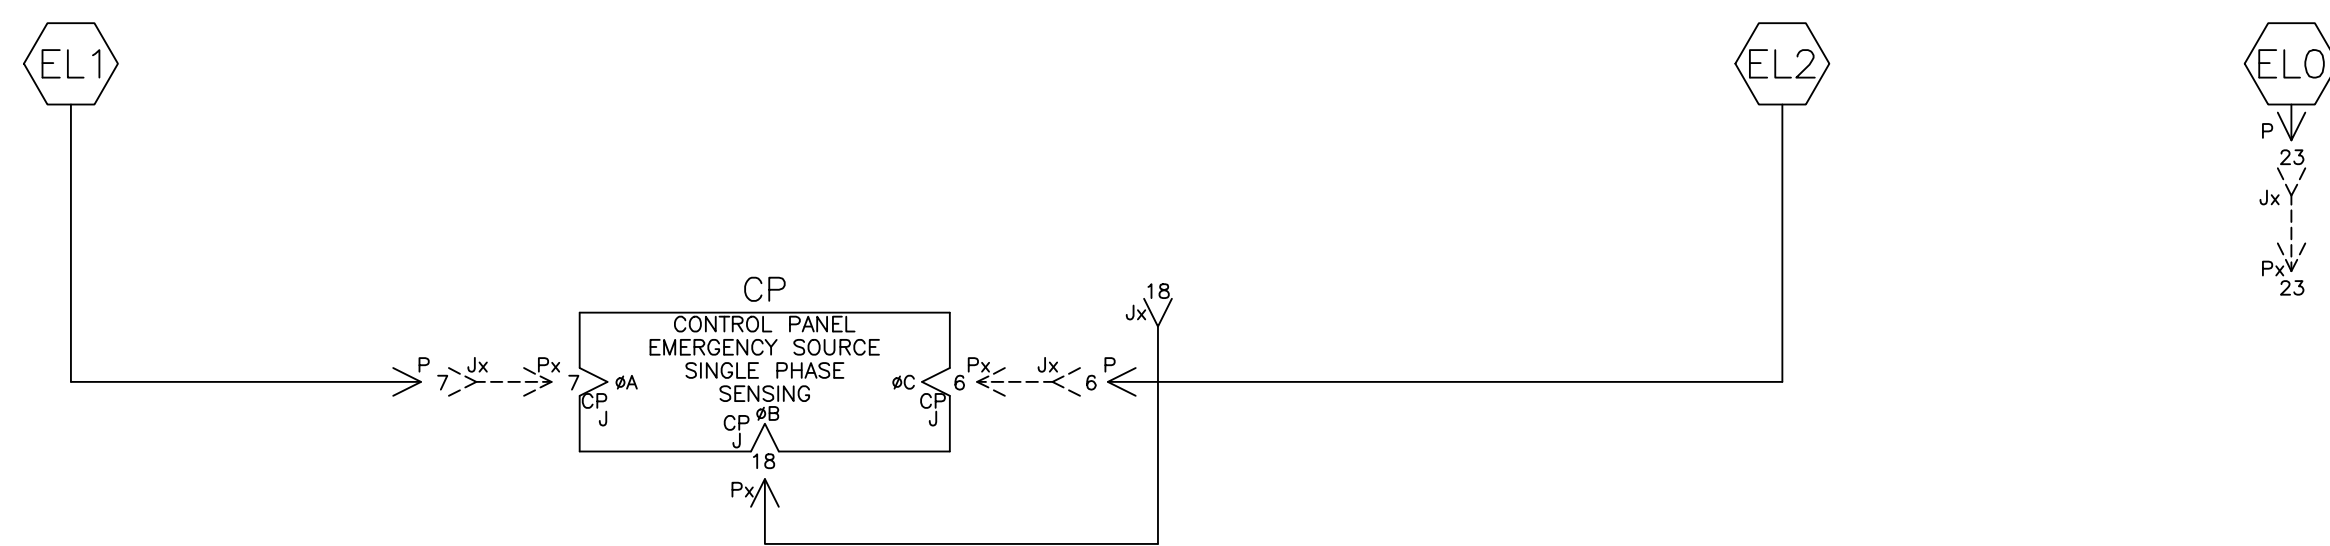 EL1
EL2
EL0
P
23
Jx
Px
23
CP
18
Jx
CONTROL PANEL
EMERGENCY SOURCE
SINGLE PHASE
SENSING
P
7
Jx
Px
7
øA
CP
J
øC
6
Px
Jx
6
P
CP
J
øB
CP
J
18
Px